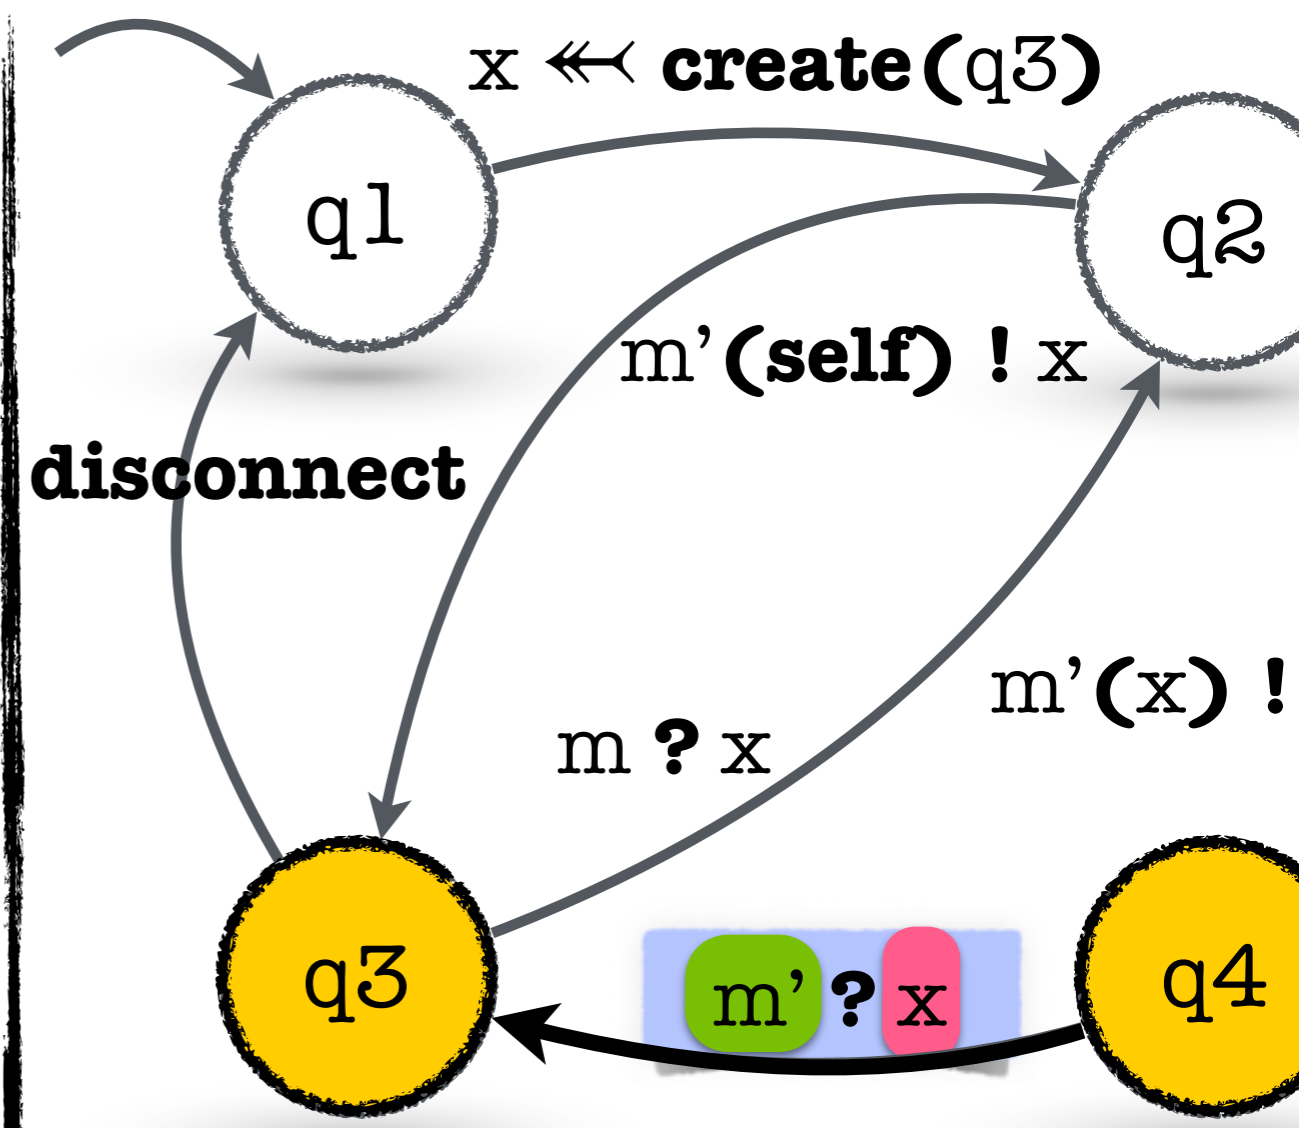 x ⤛ create(q3)
q1
q2
m'(self) ! x
disconnect
m'(x) !
m ? x
m' ? x
q3
q4